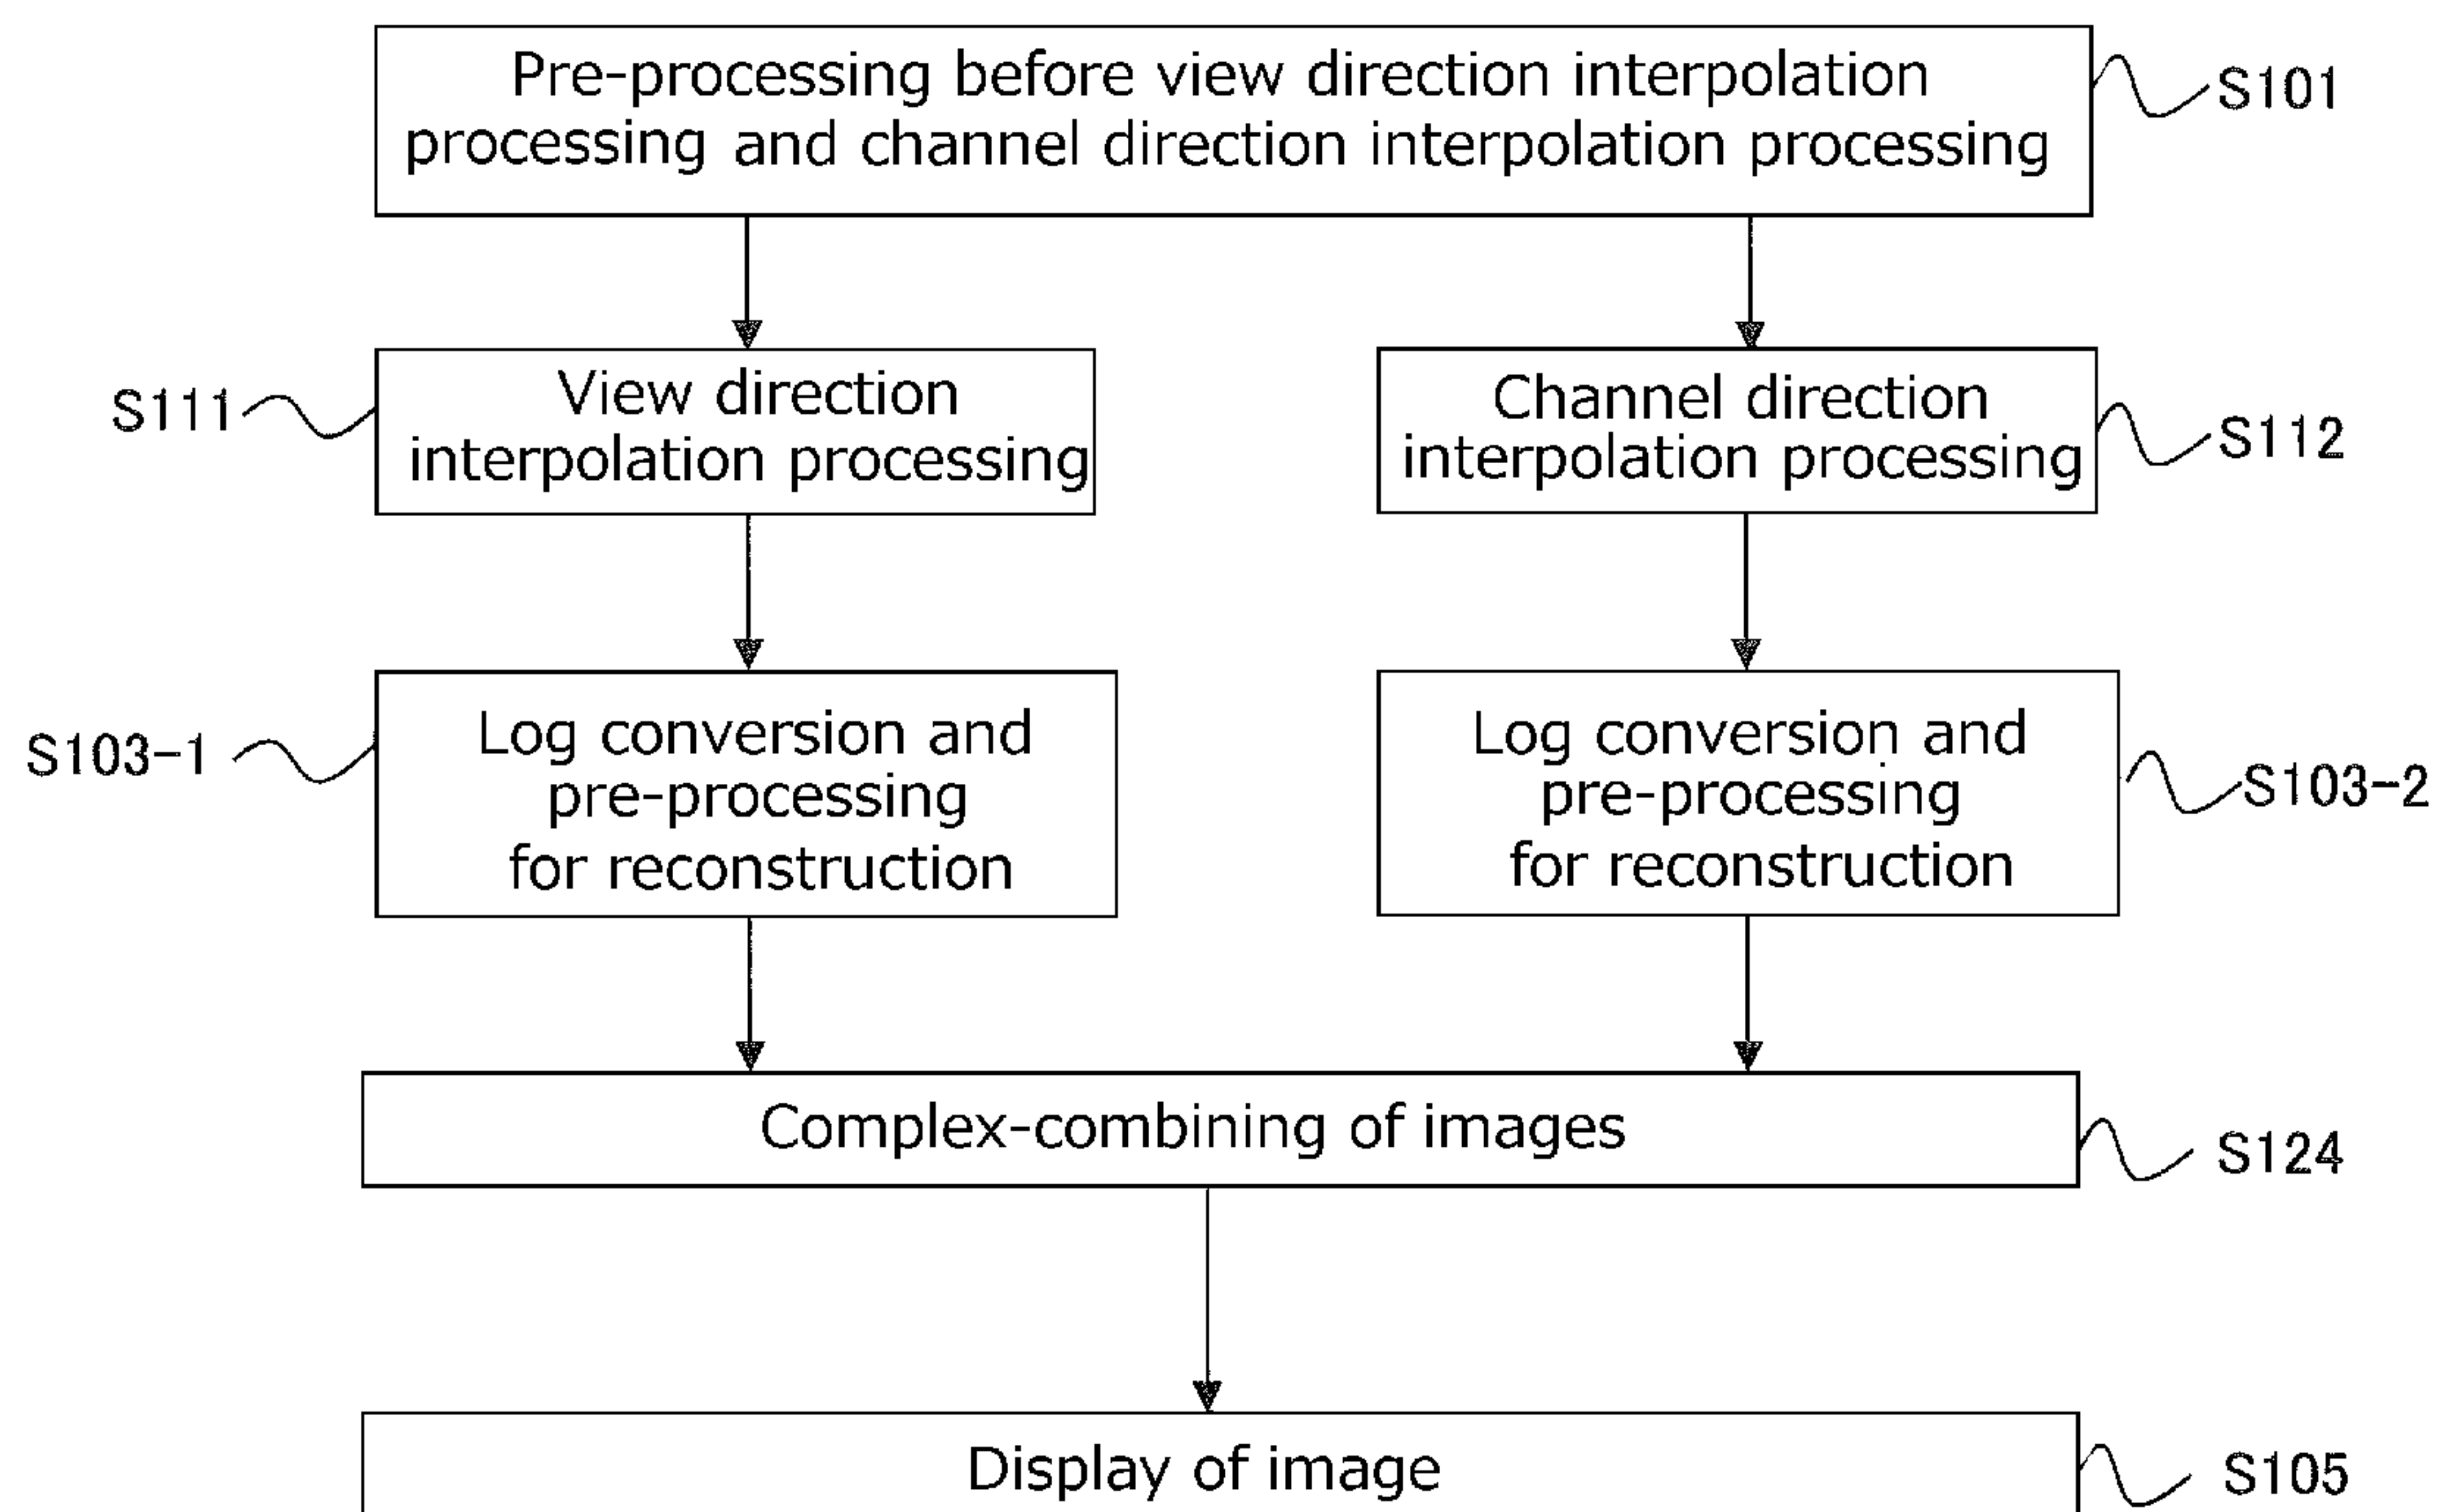 Pre-processing before view direction interpolation
processing and channel direction interpolation processing
S101
S111
View direction
interpolation processing
Channel direction
interpolation processing
S112
S103-1
Log conversion and
pre-processing
for reconstruction
Log conversion and
pre-processing
for reconstruction
S103-2
Complex-combining of images
S124
Display of image
S105